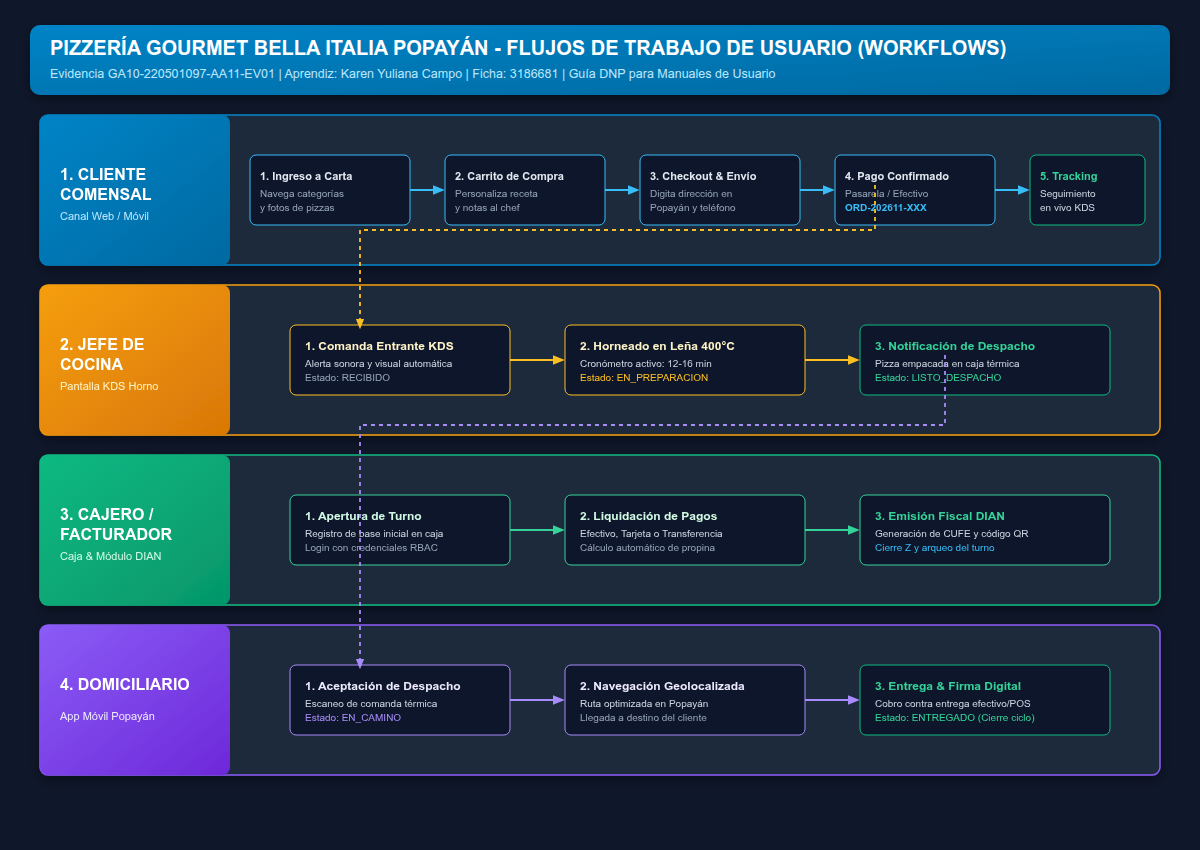 PIZZERÍA GOURMET BELLA ITALIA POPAYÁN - FLUJOS DE TRABAJO DE USUARIO (WORKFLOWS)
Evidencia GA10-220501097-AA11-EV01 | Aprendiz: Karen Yuliana Campo | Ficha: 3186681 | Guía DNP para Manuales de Usuario
1. CLIENTE
COMENSAL
Canal Web / Móvil
1. Ingreso a Carta
Navega categorías
y fotos de pizzas
2. Carrito de Compra
Personaliza receta
y notas al chef
3. Checkout & Envío
Digita dirección en
Popayán y teléfono
4. Pago Confirmado
Pasarela / Efectivo
ORD-202611-XXX
5. Tracking
Seguimiento
en vivo KDS
2. JEFE DE
COCINA
Pantalla KDS Horno
1. Comanda Entrante KDS
Alerta sonora y visual automática
Estado: RECIBIDO
2. Horneado en Leña 400°C
Cronómetro activo: 12-16 min
Estado: EN_PREPARACION
3. Notificación de Despacho
Pizza empacada en caja térmica
Estado: LISTO_DESPACHO
3. CAJERO /
FACTURADOR
Caja & Módulo DIAN
1. Apertura de Turno
Registro de base inicial en caja
Login con credenciales RBAC
2. Liquidación de Pagos
Efectivo, Tarjeta o Transferencia
Cálculo automático de propina
3. Emisión Fiscal DIAN
Generación de CUFE y código QR
Cierre Z y arqueo del turno
4. DOMICILIARIO
App Móvil Popayán
1. Aceptación de Despacho
Escaneo de comanda térmica
Estado: EN_CAMINO
2. Navegación Geolocalizada
Ruta optimizada en Popayán
Llegada a destino del cliente
3. Entrega & Firma Digital
Cobro contra entrega efectivo/POS
Estado: ENTREGADO (Cierre ciclo)